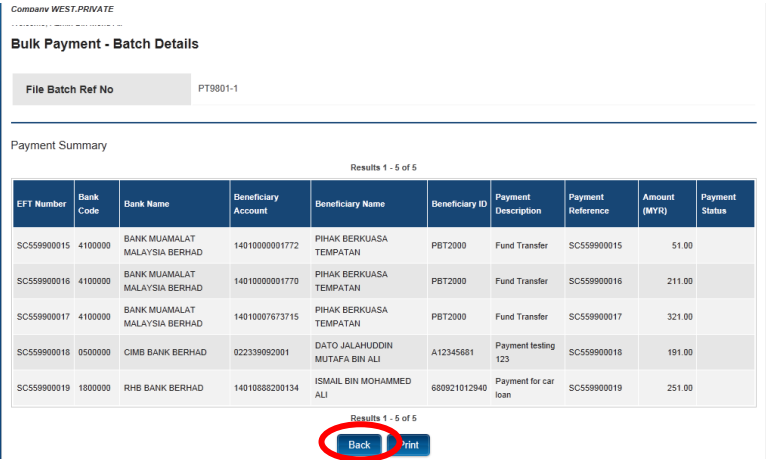 Company WEST.PRIVATE
Bulk Payment - Batch Details
File Batch Ref No PT9801-1
Payment Summary
Results 1 - 5 of 5
EFT Number Bank Code Bank Name Beneficiary Account Beneficiary Name Beneficiary ID Payment Description Payment Reference Amount (MYR) Payment Status
SC559900015 4100000 BANK MUAMALAT MALAYSIA BERHAD 14010000001772 PIHAK BERKUASA TEMPATAN PBT2000 Fund Transfer SC559900015 51.00
SC559900016 4100000 BANK MUAMALAT MALAYSIA BERHAD 14010000001770 PIHAK BERKUASA TEMPATAN PBT2000 Fund Transfer SC559900016 211.00
SC559900017 4100000 BANK MUAMALAT MALAYSIA BERHAD 14010007673715 PIHAK BERKUASA TEMPATAN PBT2000 Fund Transfer SC559900017 321.00
SC559900018 0500000 CIMB BANK BERHAD 022339092001 DATO JALAHUDDIN MUTAFA BIN ALI A12345681 Payment testing 123 SC559900018 191.00
SC559900019 1800000 RHB BANK BERHAD 14010888200134 ISMAIL BIN MOHAMMED ALI 680921012940 Payment for car loan SC559900019 251.00
Results 1 - 5 of 5
Back Print